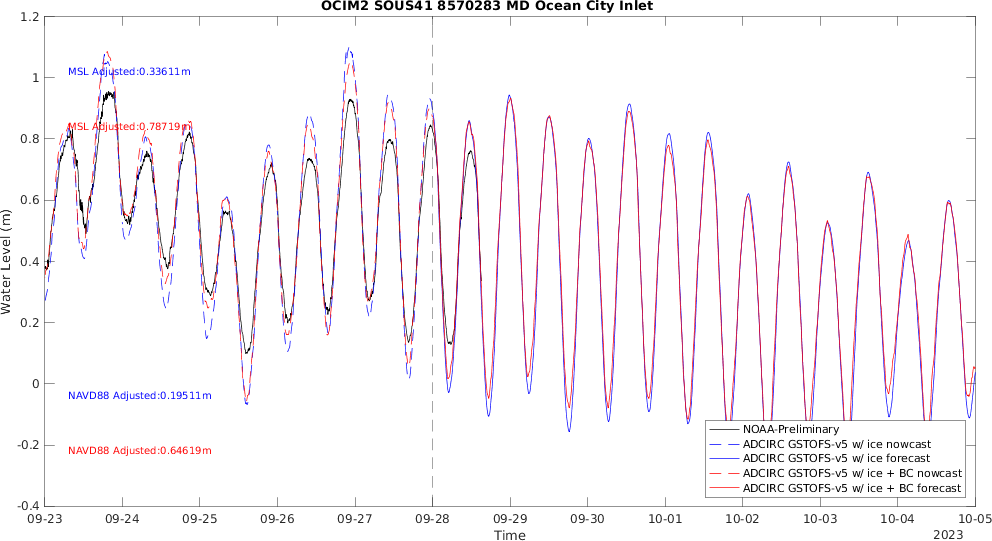 OCIM2 SOUS41 8570283 MD Ocean City Inlet
1.2
1
0.8
0.6
0.4
0.2
0
-0.2
-0.4
Water Level (m)
MSL Adjusted:0.33611m
MSL Adjusted:0.78719m
NAVD88 Adjusted:0.19511m
NAVD88 Adjusted:0.64619m
NOAA-Preliminary
ADCIRC GSTOFS-v5 w/ ice nowcast
ADCIRC GSTOFS-v5 w/ ice forecast
ADCIRC GSTOFS-v5 w/ ice + BC nowcast
ADCIRC GSTOFS-v5 w/ ice + BC forecast
09-23 09-24 09-25 09-26 09-27 09-28 09-29 09-30 10-01 10-02 10-03 10-04 10-05
Time
2023